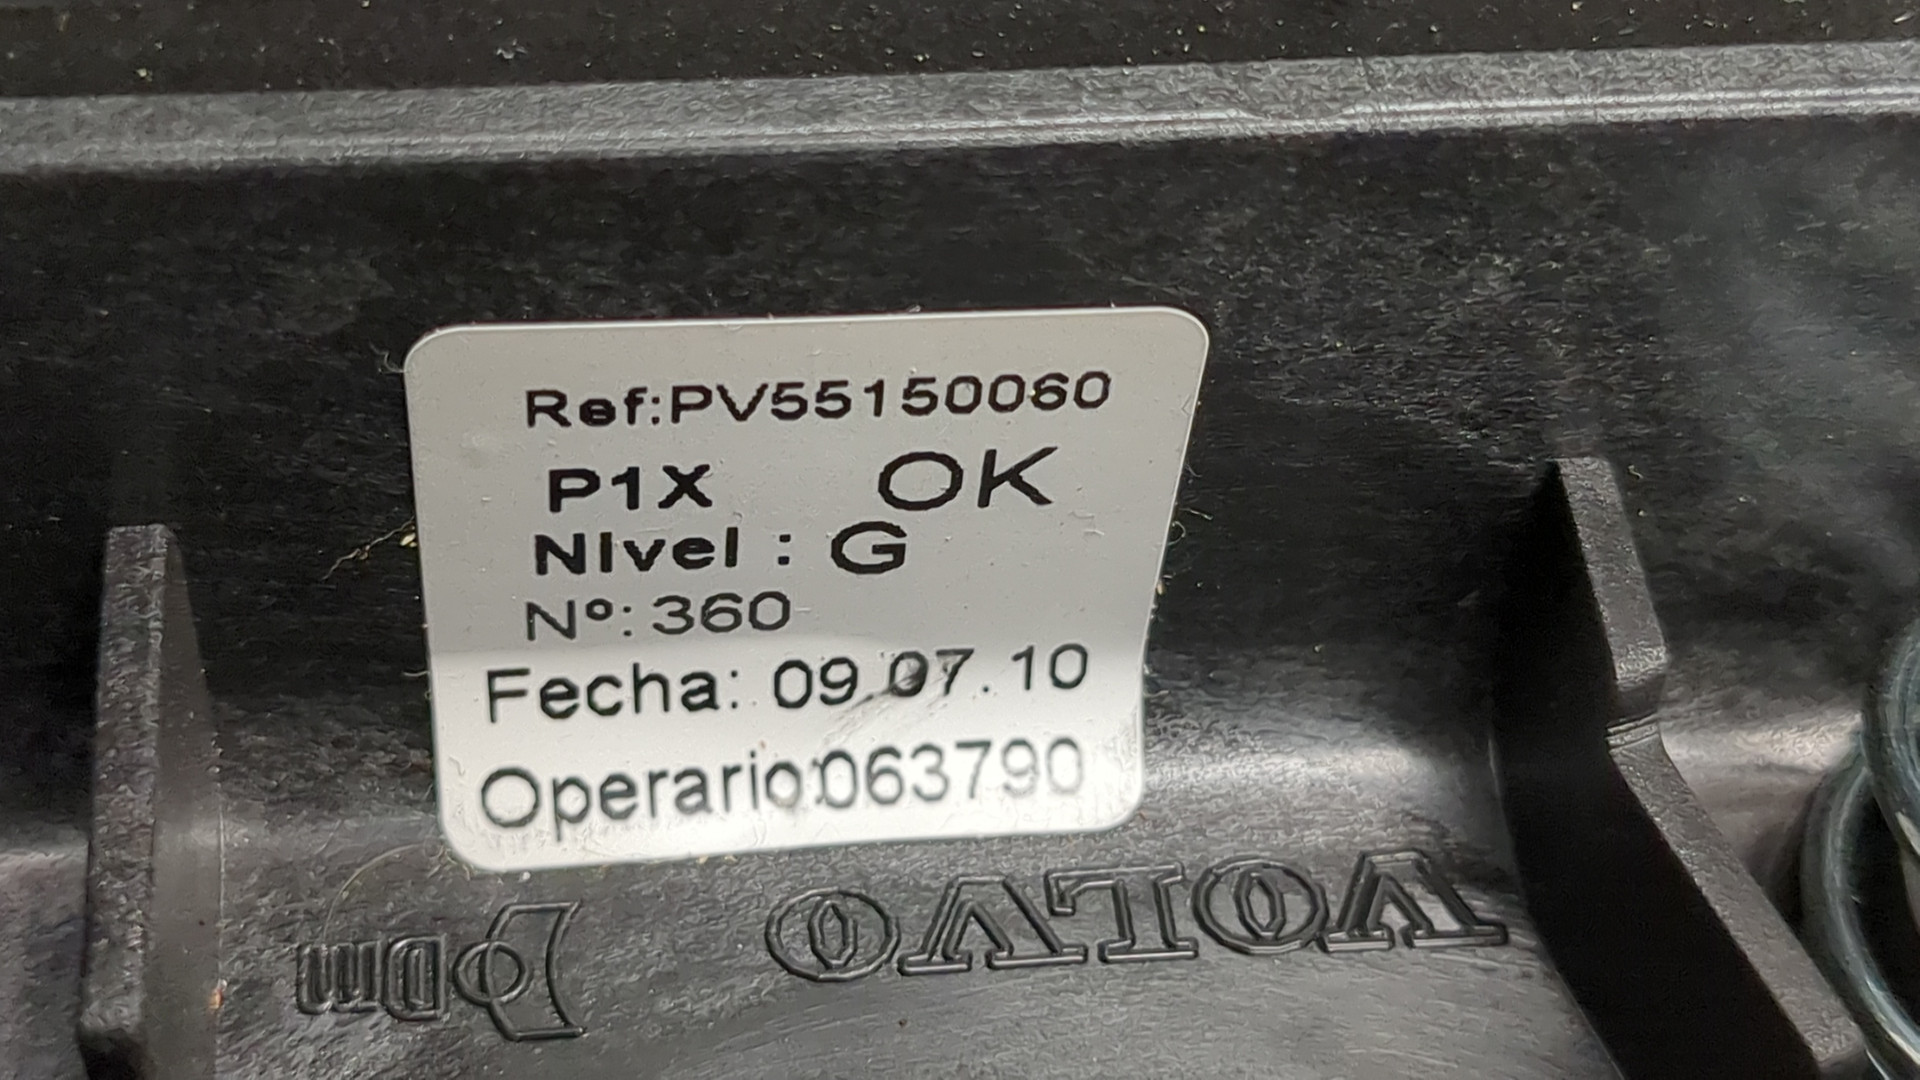 Ref:PV55150060
P1X OK
Nivel : G
Nº: 360
Fecha: 09.07.10
Operario:063790
VOLVO